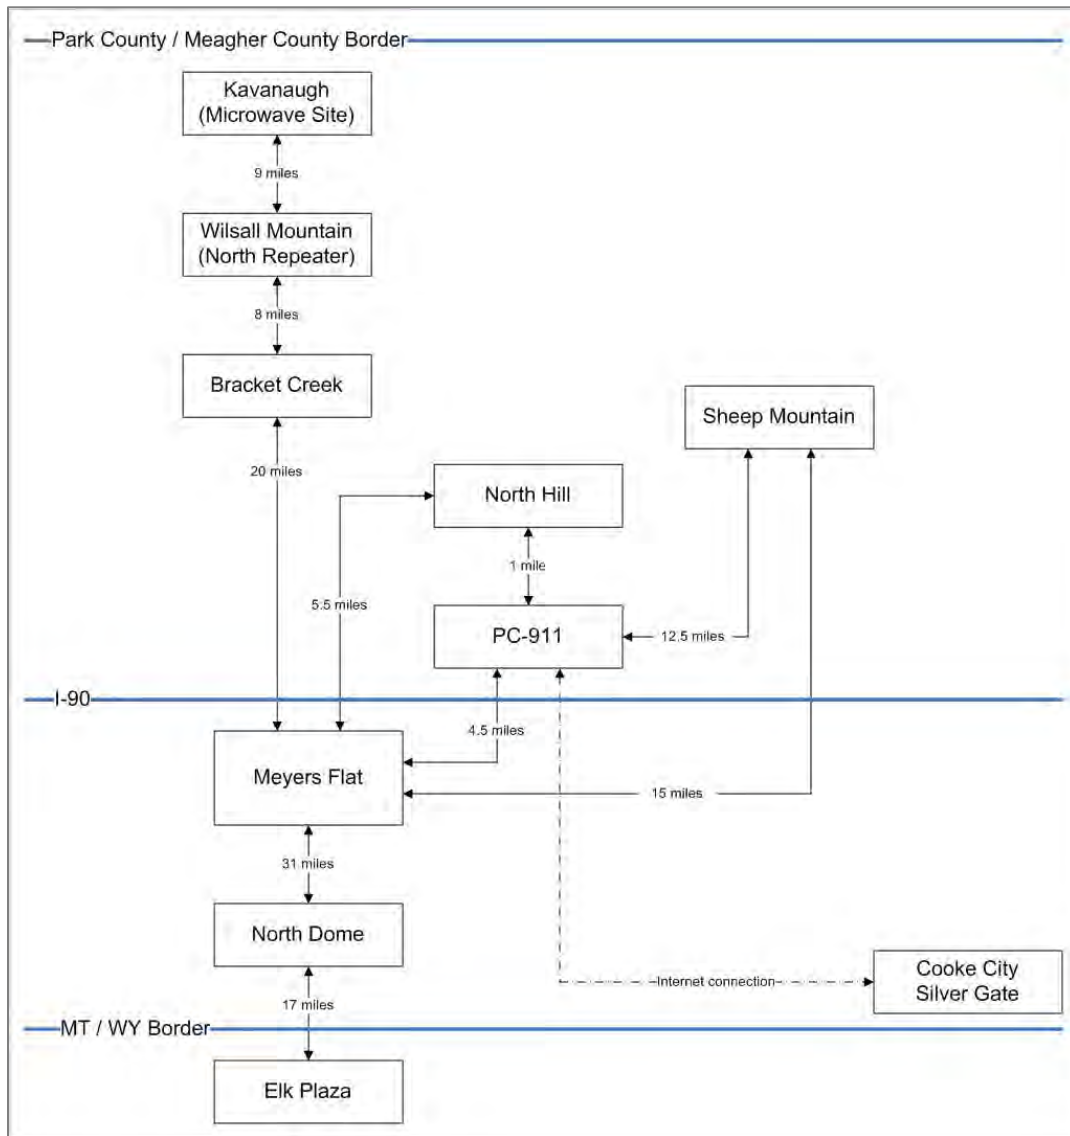 Park County / Meagher County Border
Kavanaugh
(Microwave Site)
9 miles
Wilsall Mountain
(North Repeater)
8 miles
Bracket Creek
Sheep Mountain
20 miles
North Hill
1 mile
5.5 miles
PC-911
12.5 miles
I-90
4.5 miles
Meyers Flat
15 miles
31 miles
North Dome
Cooke City
Silver Gate
Internet connection
17 miles
MT / WY Border
Elk Plaza